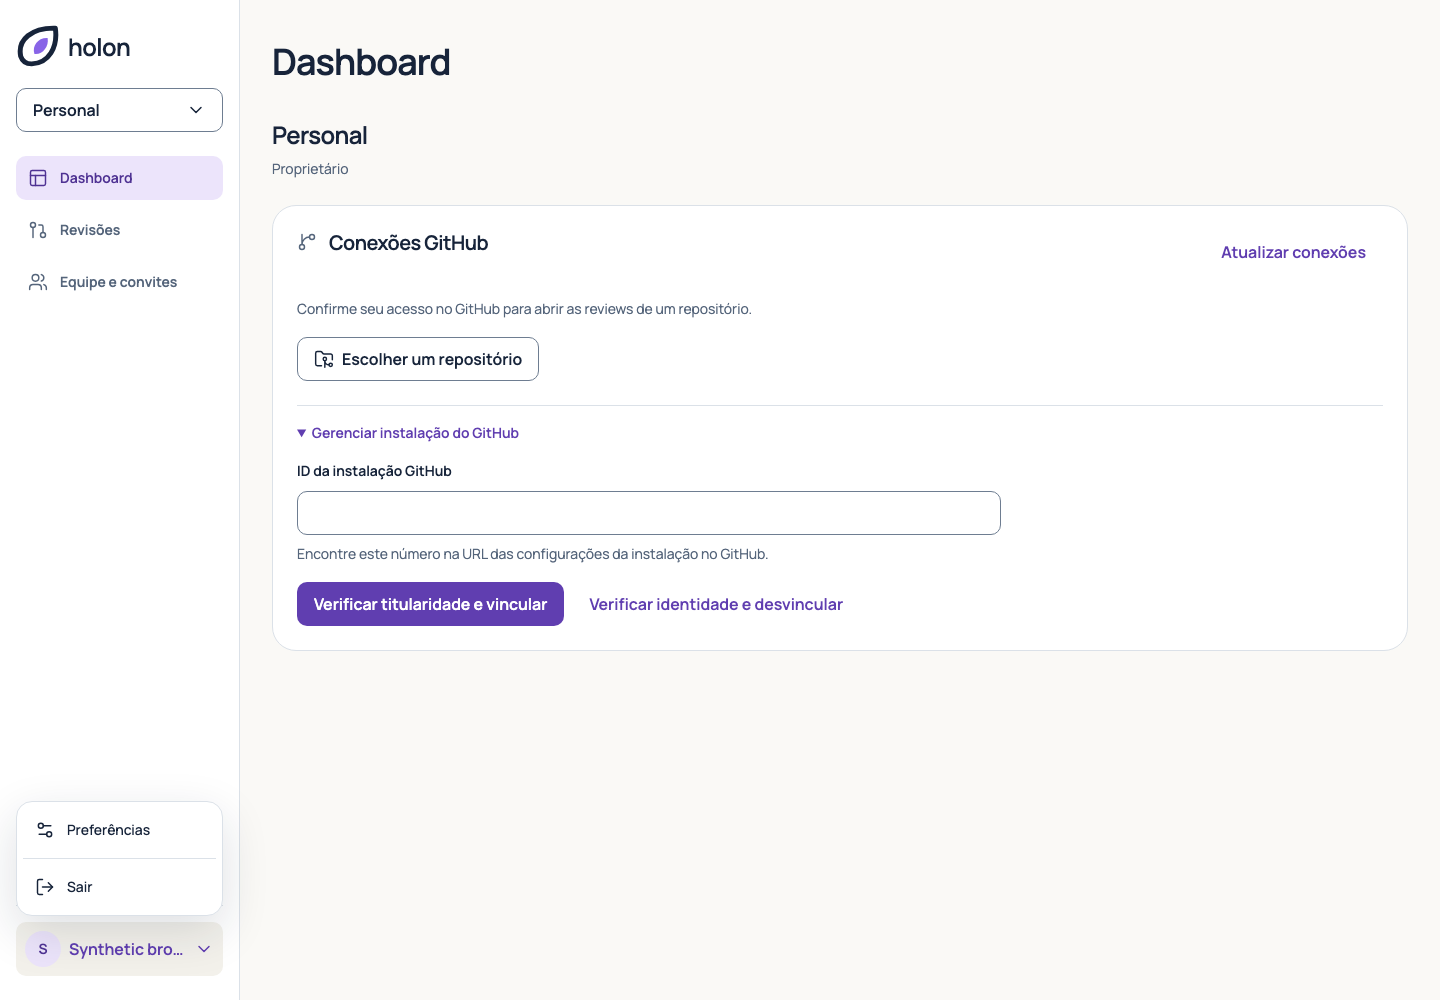 holon
Personal
Dashboard
Revisões
Equipe e convites
Preferências
Sair
S
Synthetic bro...
Dashboard
Personal
Proprietário
Conexões GitHub
Atualizar conexões
Confirme seu acesso no GitHub para abrir as reviews de um repositório.
Escolher um repositório
Gerenciar instalação do GitHub
ID da instalação GitHub
Encontre este número na URL das configurações da instalação no GitHub.
Verificar titularidade e vincular
Verificar identidade e desvincular